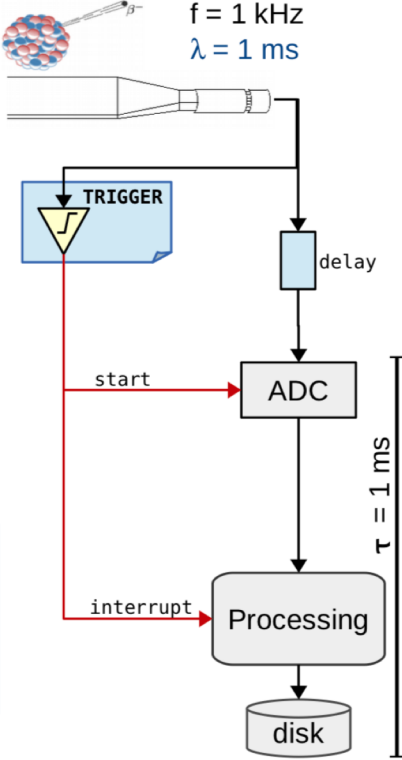 β⁻
f = 1 kHz
λ = 1 ms
TRIGGER
delay
start
ADC
τ = 1 ms
interrupt
Processing
disk